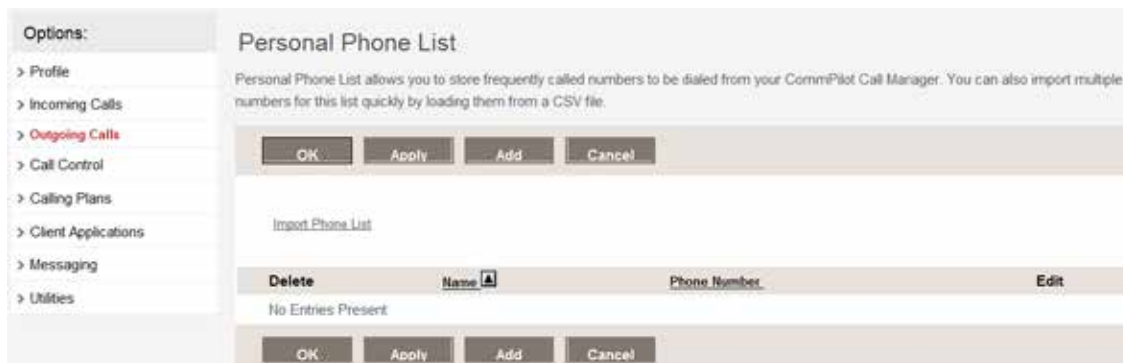 Options:
Personal Phone List
> Profile
Personal Phone List allows you to store frequently called numbers to be dialed from your CommPilot Call Manager. You can also import multiple
> Incoming Calls
numbers for this list quickly by loading them from a CSV file.
> Outgoing Calls
OK Apply Add Cancel
> Call Control
> Calling Plans
> Client Applications
Import Phone List
> Messaging
Delete Name Phone Number Edit
> Utilities
No Entries Present
OK Apply Add Cancel